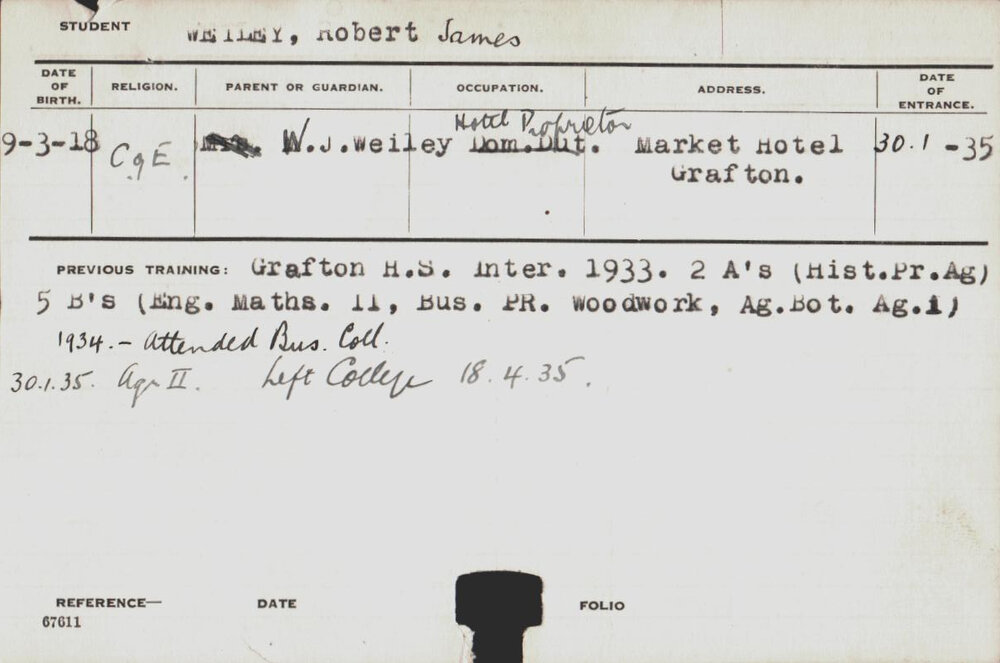 STUDENT WEILEY, Robert James
DATE OF BIRTH. RELIGION. PARENT OR GUARDIAN. OCCUPATION. ADDRESS. DATE OF ENTRANCE.
Hotel Proprietor
9-3-18 C of E. W.J.Weiley Dom.Dut. Market Hotel 30.1-35
Grafton.
PREVIOUS TRAINING: Grafton H.S. Inter. 1933. 2 A's (Hist.Pr.Ag)
5 B's (Eng. Maths. II, Bus. PR. Woodwork, Ag.Bot. Ag.i)
1934.- Attended Bus. Coll.
30.1.35. Agr II. Left College 18.4.35.
REFERENCE— DATE FOLIO
67611